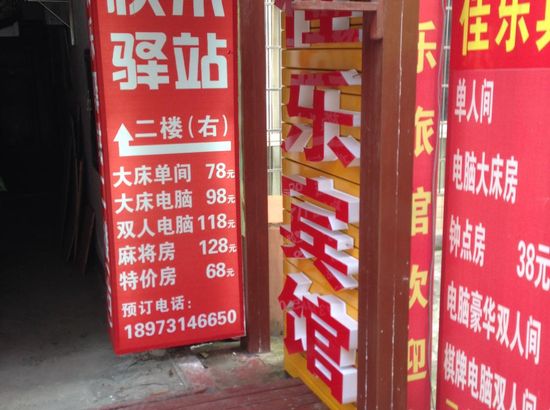 驿站
二楼(右)
大床单间 78元
大床电脑 98元
双人电脑 118元
麻将房 128元
特价房 68元
预订电话:
18973146650
乐宾馆
乐旅馆欢迎
佳乐宾
单人间
电脑大床房
钟点房 38元
电脑豪华双人间
棋牌电脑双人